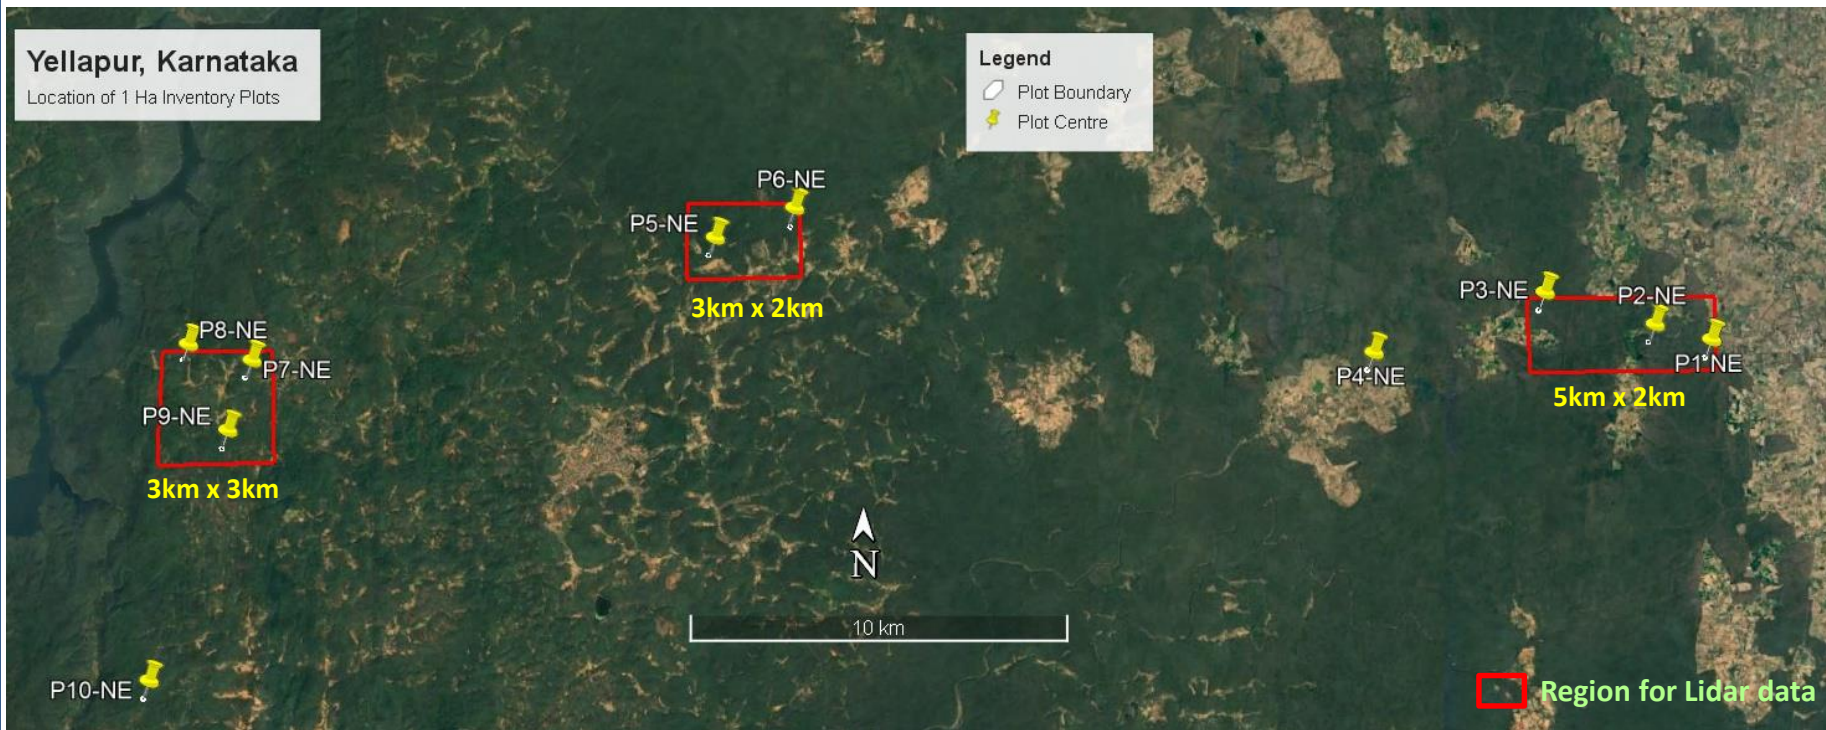 Yellapur, Karnataka
Location of 1 Ha Inventory Plots
Legend
Plot Boundary
Plot Centre
P6-NE
P5-NE
3km x 2km
P3-NE
P2-NE
P1-NE
P4-NE
5km x 2km
P8-NE
P7-NE
P9-NE
3km x 3km
N
10 km
P10-NE
Region for Lidar data